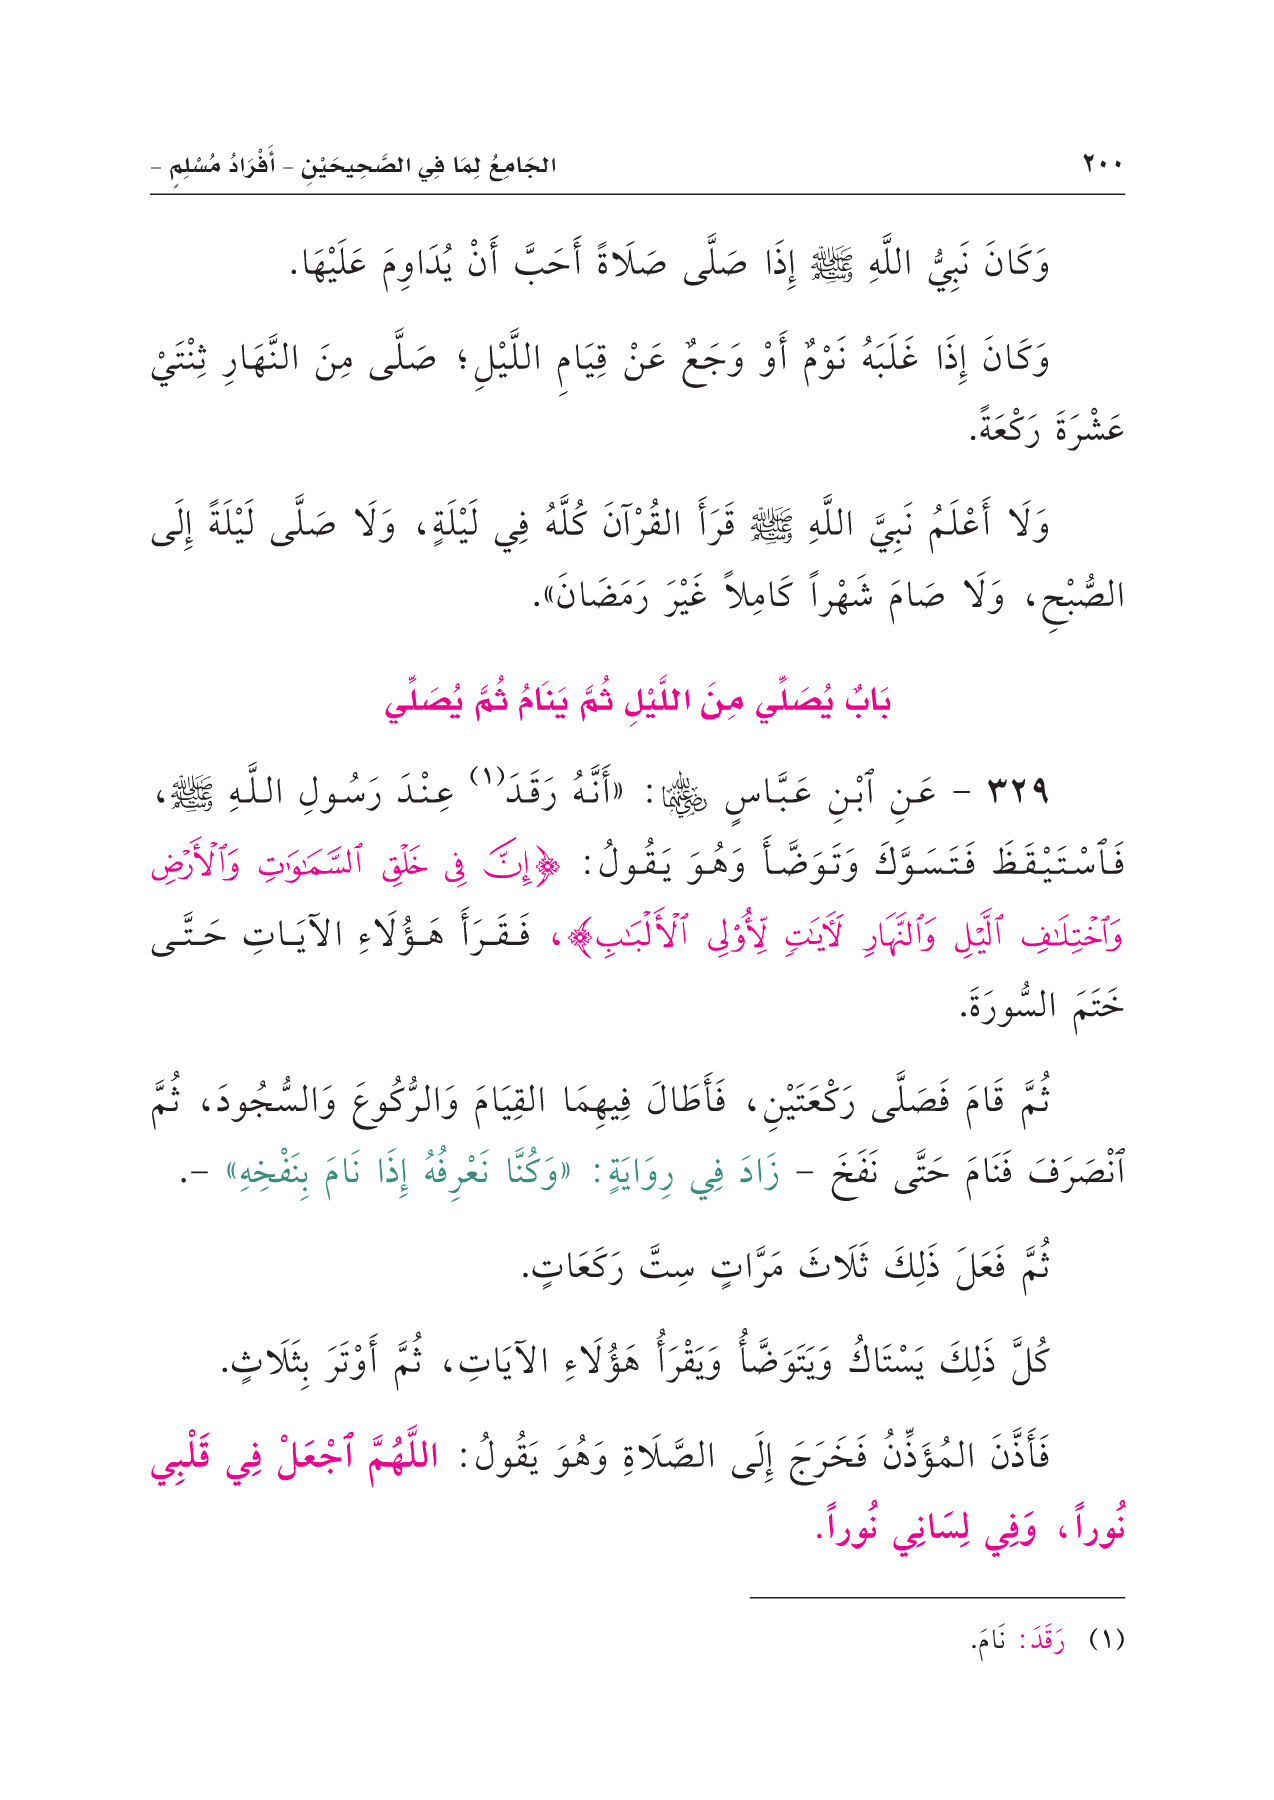 ٢٠٠ الجَامِعُ لِمَا فِي الصَّحِيحَيْنِ – أَفْرَادُ مُسْلِمٍ –
وَكَانَ نَبِيُّ اللَّهِ ﷺ إِذَا صَلَّى صَلَاةً أَحَبَّ أَنْ يُدَاوِمَ عَلَيْهَا.
وَكَانَ إِذَا غَلَبَهُ نَوْمٌ أَوْ وَجَعٌ عَنْ قِيَامِ اللَّيْلِ؛ صَلَّى مِنَ النَّهَارِ ثِنْتَيْ
عَشْرَةَ رَكْعَةً.
وَلَا أَعْلَمُ نَبِيَّ اللَّهِ ﷺ قَرَأَ القُرْآنَ كُلَّهُ فِي لَيْلَةٍ، وَلَا صَلَّى لَيْلَةً إِلَى
الصُّبْحِ، وَلَا صَامَ شَهْراً كَامِلاً غَيْرَ رَمَضَانَ».
بَابٌ يُصَلِّي مِنَ اللَّيْلِ ثُمَّ يَنَامُ ثُمَّ يُصَلِّي
٣٢٩ – عَنِ ٱبْنِ عَبَّاسٍ رضي الله عنهما: «أَنَّهُ رَقَدَ(١) عِنْدَ رَسُولِ اللَّهِ ﷺ،
فَٱسْتَيْقَظَ فَتَسَوَّكَ وَتَوَضَّأَ وَهُوَ يَقُولُ: ﴿إِنَّ فِى خَلْقِ ٱلسَّمَٰوَٰتِ وَٱلْأَرْضِ
وَٱخْتِلَٰفِ ٱلَّيْلِ وَٱلنَّهَارِ لَأَيَٰتٍ لِّأُوْلِى ٱلْأَلْبَٰبِ﴾، فَقَرَأَ هَؤُلَاءِ الآيَاتِ حَتَّى
خَتَمَ السُّورَةَ.
ثُمَّ قَامَ فَصَلَّى رَكْعَتَيْنِ، فَأَطَالَ فِيهِمَا القِيَامَ وَالرُّكُوعَ وَالسُّجُودَ، ثُمَّ
ٱنْصَرَفَ فَنَامَ حَتَّى نَفَخَ – زَادَ فِي رِوَايَةٍ: «وَكُنَّا نَعْرِفُهُ إِذَا نَامَ بِنَفْخِهِ» –.
ثُمَّ فَعَلَ ذَلِكَ ثَلَاثَ مَرَّاتٍ سِتَّ رَكَعَاتٍ.
كُلَّ ذَلِكَ يَسْتَاكُ وَيَتَوَضَّأُ وَيَقْرَأُ هَؤُلَاءِ الآيَاتِ، ثُمَّ أَوْتَرَ بِثَلَاثٍ.
فَأَذَّنَ المُؤَذِّنُ فَخَرَجَ إِلَى الصَّلَاةِ وَهُوَ يَقُولُ: اللَّهُمَّ ٱجْعَلْ فِي قَلْبِي
نُوراً، وَفِي لِسَانِي نُوراً.
(١) رَقَدَ: نَامَ.